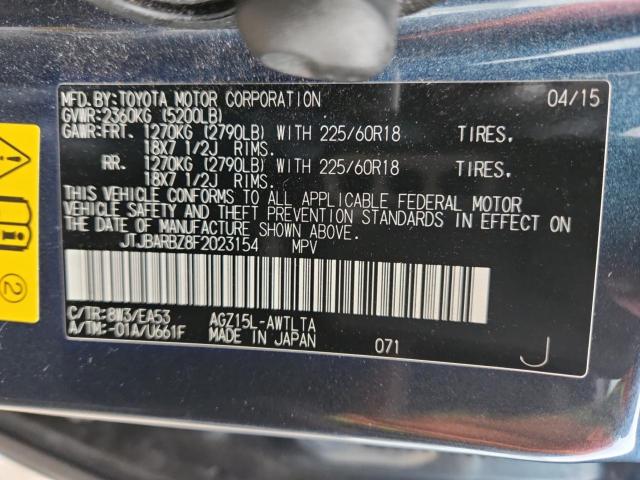 MFD.BY:TOYOTA MOTOR CORPORATION 04/15
GVWR:2360KG (5200LB)
GAWR:FRT. 1270KG (2790LB) WITH 225/60R18 TIRES.
18X7 1/2J RIMS.
RR. 1270KG (2790LB) WITH 225/60R18 TIRES.
18X7 1/2J RIMS.
THIS VEHICLE CONFORMS TO ALL APPLICABLE FEDERAL MOTOR
VEHICLE SAFETY AND THEFT PREVENTION STANDARDS IN EFFECT ON
THE DATE OF MANUFACTURE SHOWN ABOVE.
JTJBARBZ8F2023154 MPV
C/TR:8W3/EA53 AGZ15L-AWTLTA
A/TM:-01A/U661F MADE IN JAPAN 071 J
2